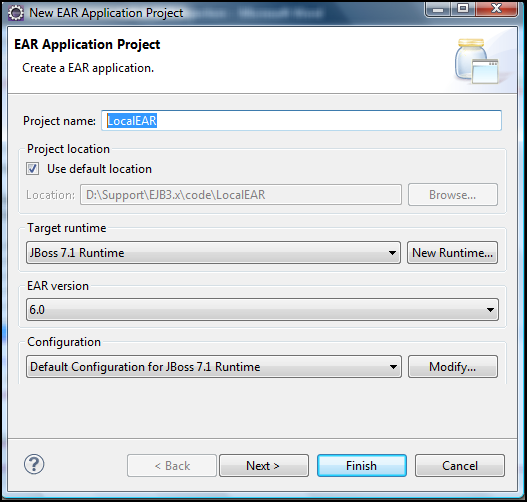 New EAR Application Project
EAR Application Project
Create a EAR application.
Project name: LocalEAR
Project location
Use default location
Location: D:\Support\EJB3.x\code\LocalEAR Browse...
Target runtime
JBoss 7.1 Runtime New Runtime...
EAR version
6.0
Configuration
Default Configuration for JBoss 7.1 Runtime Modify...
? < Back Next > Finish Cancel